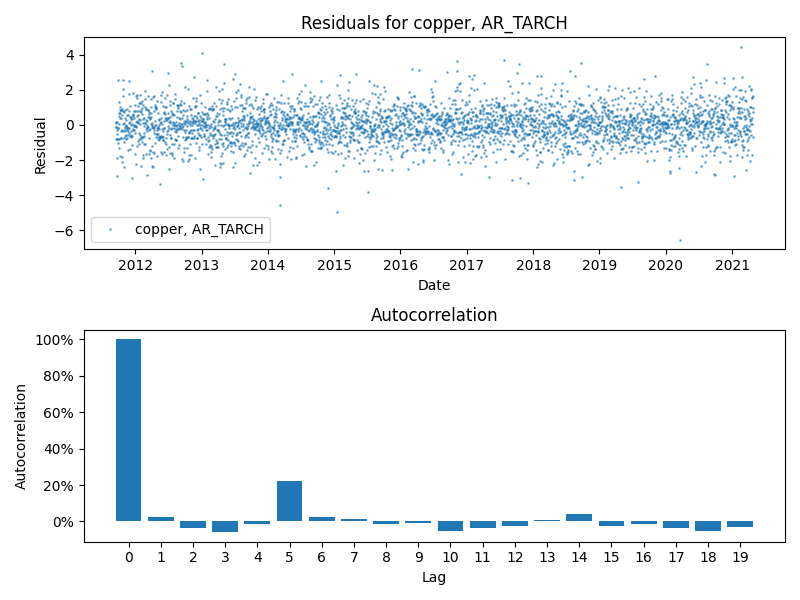 Residuals for copper, AR_TARCH
4
2
0
−2
−4
−6
Residual
copper, AR_TARCH
2012 2013 2014 2015 2016 2017 2018 2019 2020 2021
Date
Autocorrelation
100%
80%
60%
40%
20%
0%
Autocorrelation
0 1 2 3 4 5 6 7 8 9 10 11 12 13 14 15 16 17 18 19
Lag